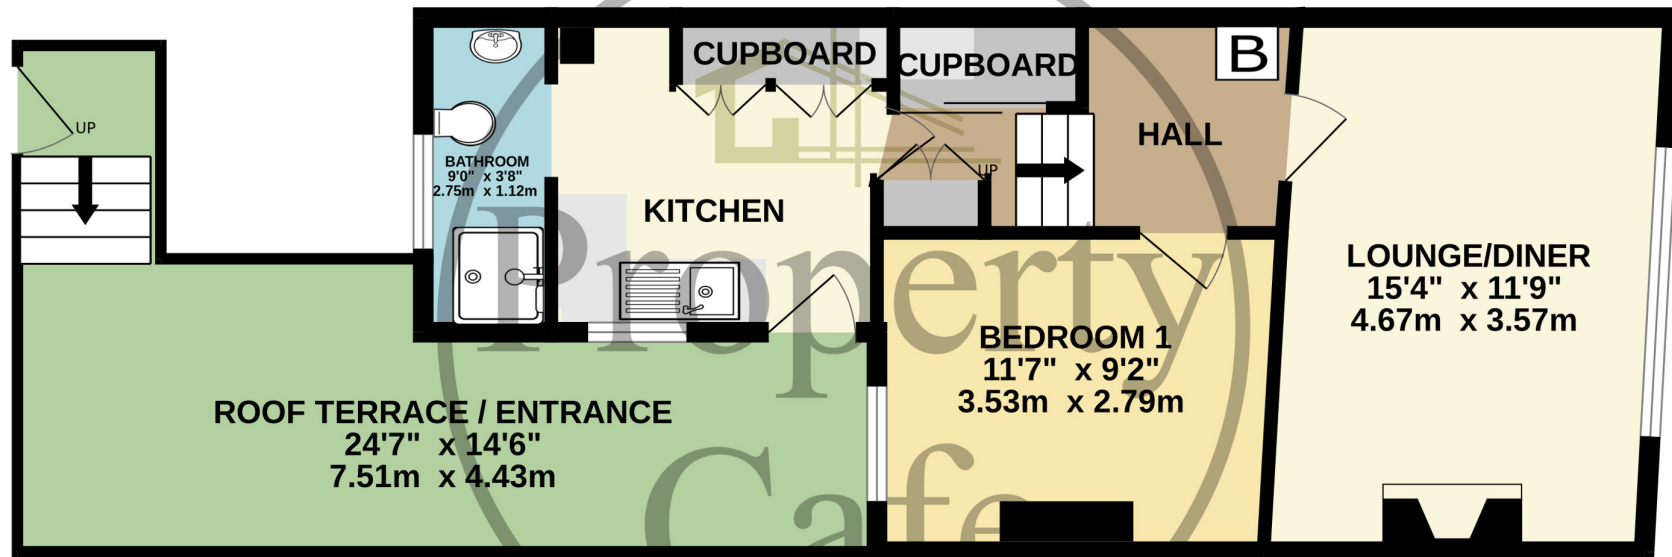 CUPBOARD
CUPBOARD
B
UP
HALL
BATHROOM
9'0" x 3'8"
2.75m x 1.12m
UP
KITCHEN
LOUNGE/DINER
15'4" x 11'9"
4.67m x 3.57m
BEDROOM 1
11'7" x 9'2"
3.53m x 2.79m
ROOF TERRACE / ENTRANCE
24'7" x 14'6"
7.51m x 4.43m
Property
Cafe